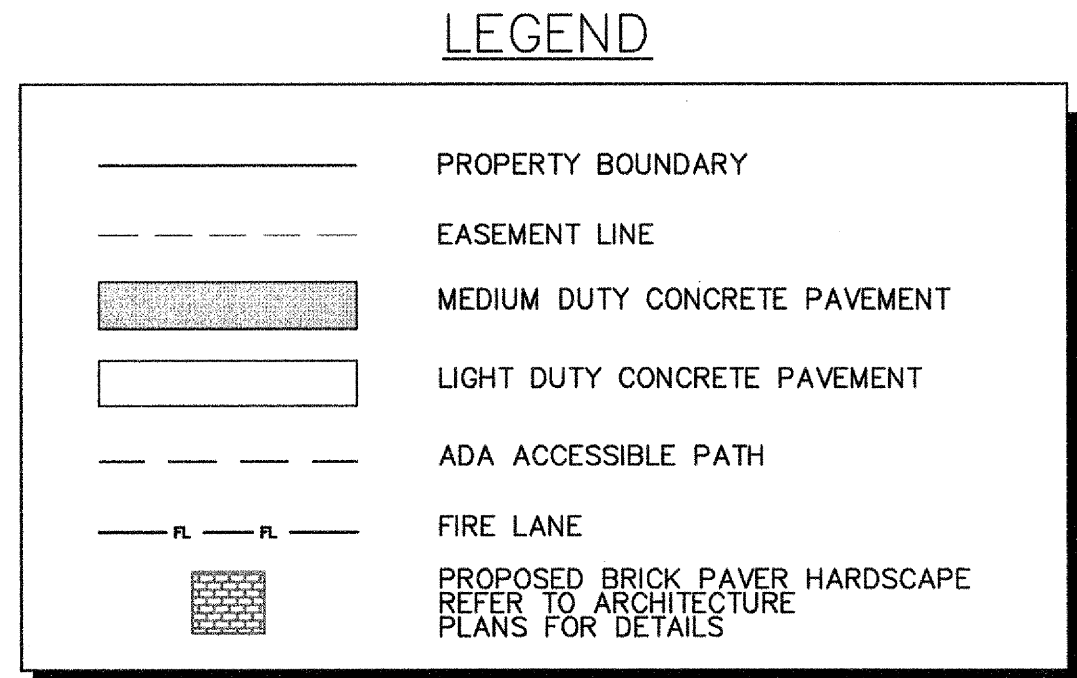 LEGEND
PROPERTY BOUNDARY
EASEMENT LINE
MEDIUM DUTY CONCRETE PAVEMENT
LIGHT DUTY CONCRETE PAVEMENT
ADA ACCESSIBLE PATH
FL FL FIRE LANE
PROPOSED BRICK PAVER HARDSCAPE
REFER TO ARCHITECTURE
PLANS FOR DETAILS